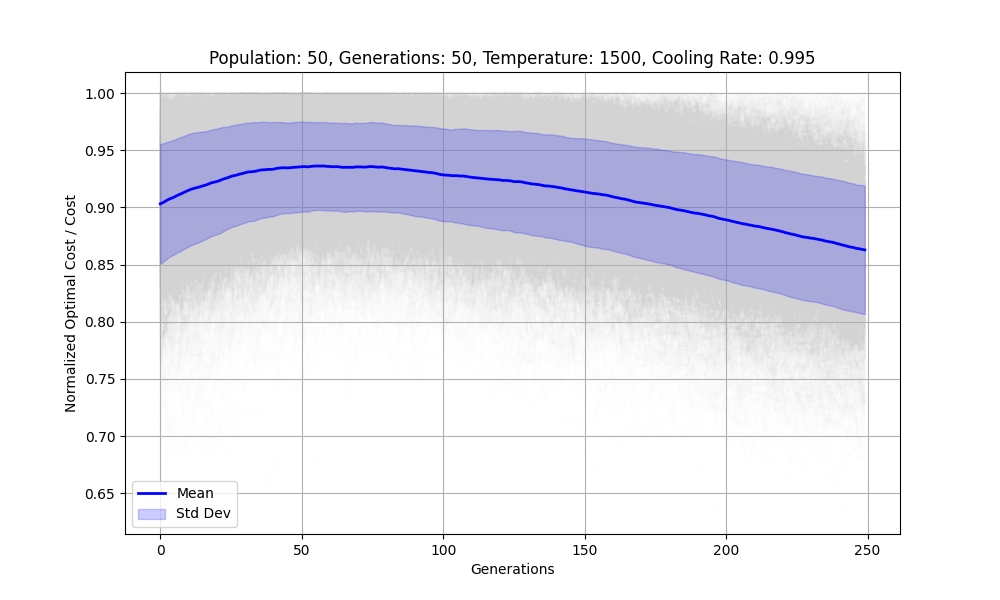 Population: 50, Generations: 50, Temperature: 1500, Cooling Rate: 0.995
Normalized Optimal Cost / Cost
1.00
0.95
0.90
0.85
0.80
0.75
0.70
0.65
Mean
Std Dev
0 50 100 150 200 250
Generations